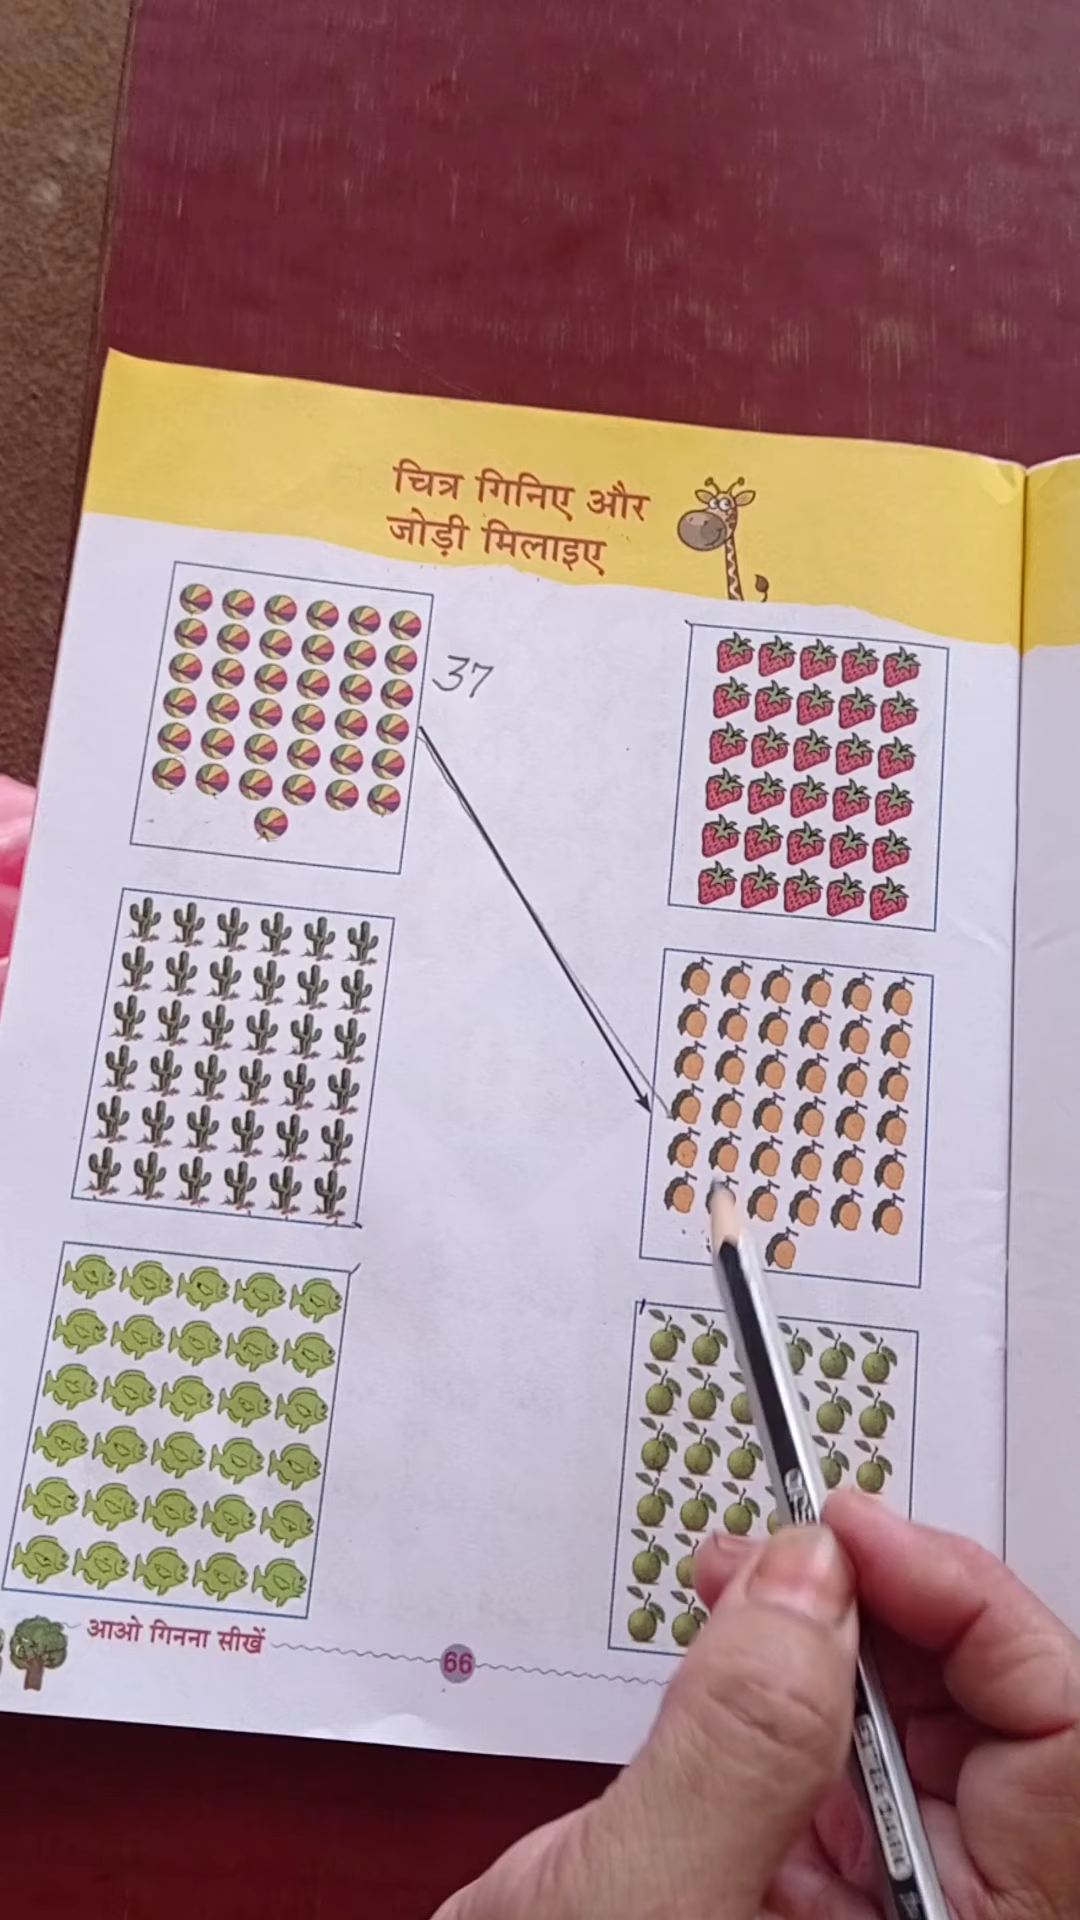 चित्र गिनिए और
जोड़ी मिलाइए
37
आओ गिनना सीखें
66